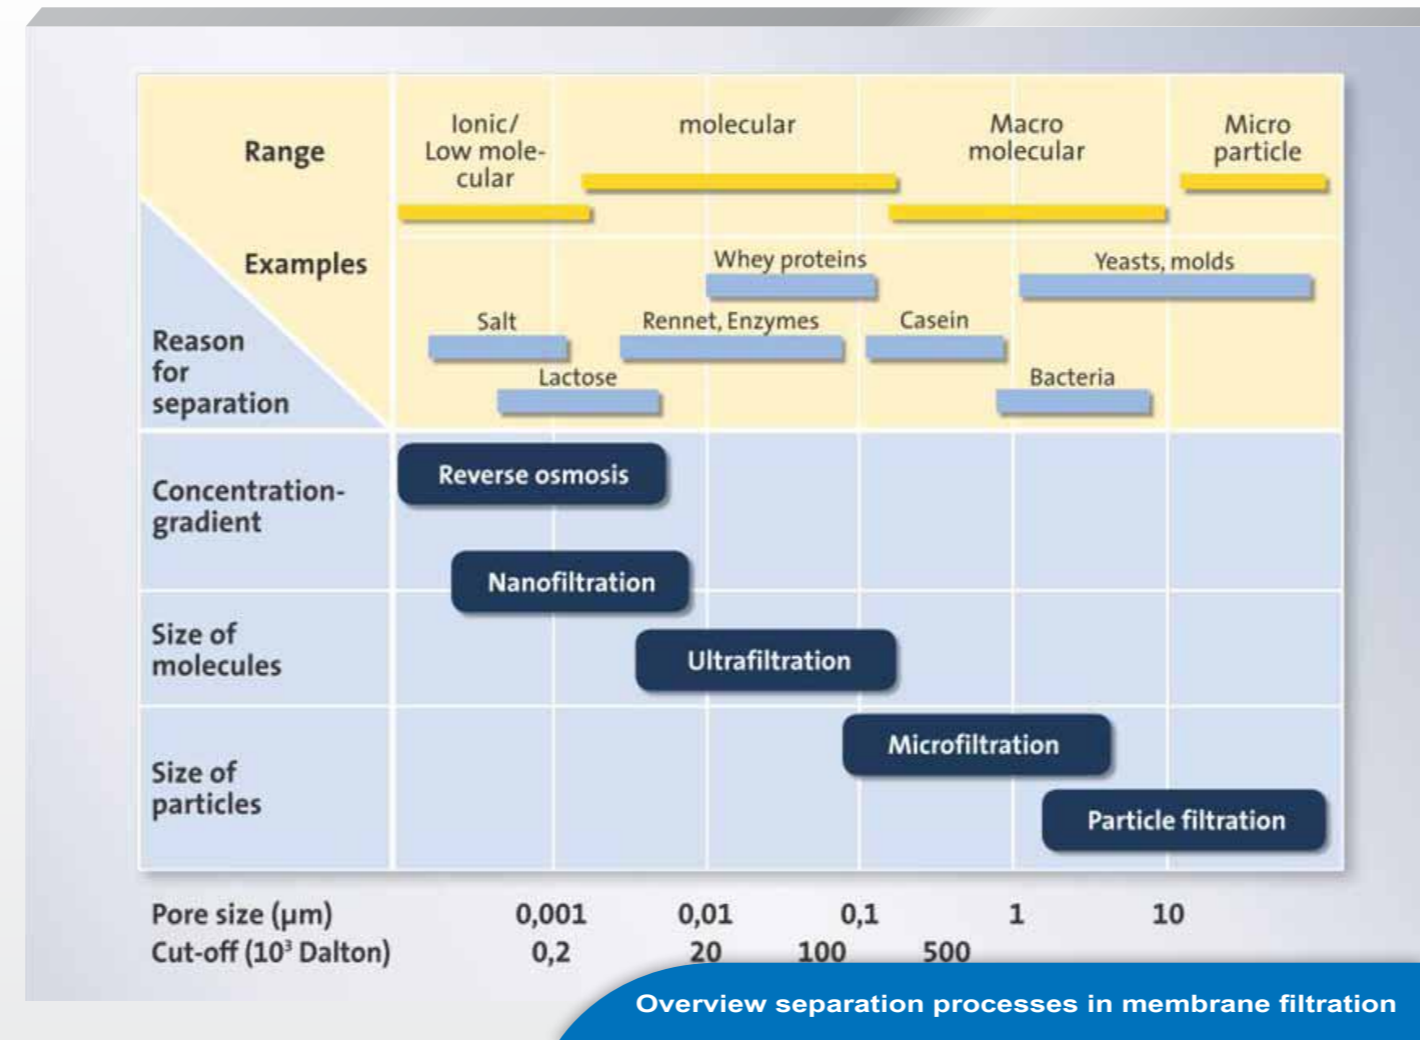 Range
Ionic/
Low mole-
cular
molecular
Macro
molecular
Micro
particle
Examples
Whey proteins
Yeasts, molds
Salt
Rennet, Enzymes
Casein
Lactose
Bacteria
Reason
for
separation
Concentration-
gradient
Reverse osmosis
Nanofiltration
Size of
molecules
Ultrafiltration
Microfiltration
Size of
particles
Particle filtration
Pore size (µm) 0,001 0,01 0,1 1 10
Cut-off (10³ Dalton) 0,2 20 100 500
Overview separation processes in membrane filtration